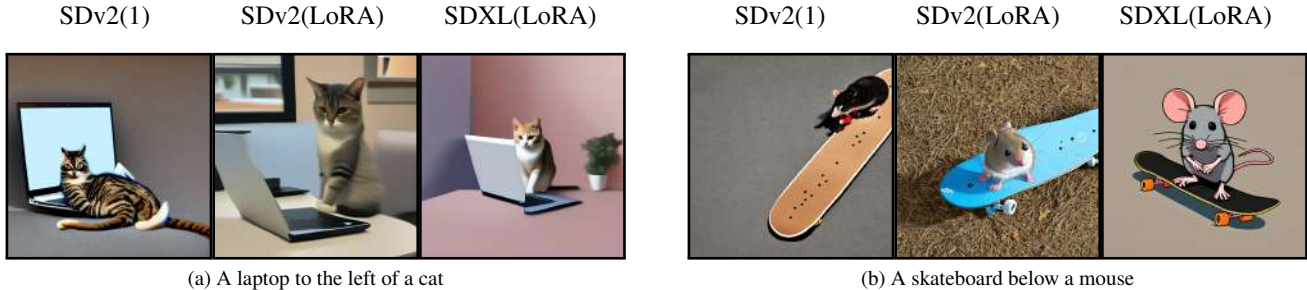 SDv2(1) SDv2(LoRA) SDXL(LoRA) SDv2(1) SDv2(LoRA) SDXL(LoRA)
(a) A laptop to the left of a cat
(b) A skateboard below a mouse